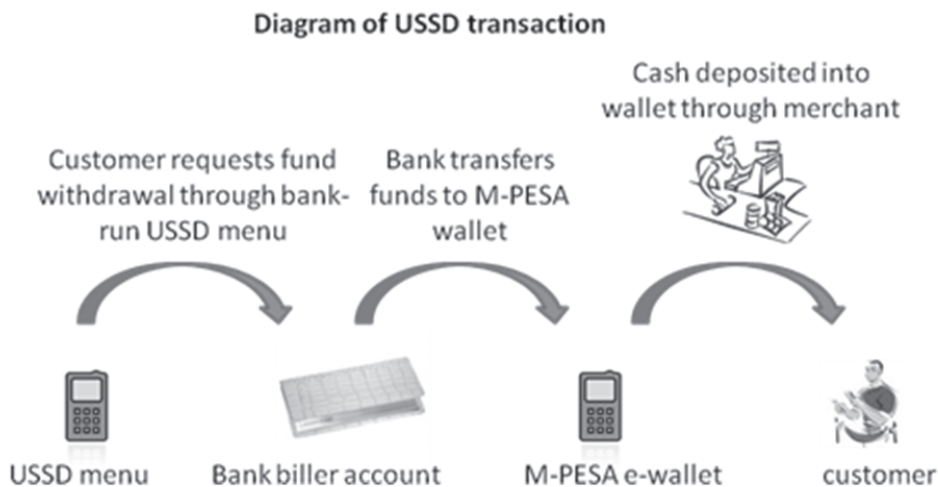 Diagram of USSD transaction
Cash deposited into
wallet through merchant
Customer requests fund
withdrawal through bank-
run USSD menu
Bank transfers
funds to M-PESA
wallet
USSD menu
Bank biller account
M-PESA e-wallet
customer